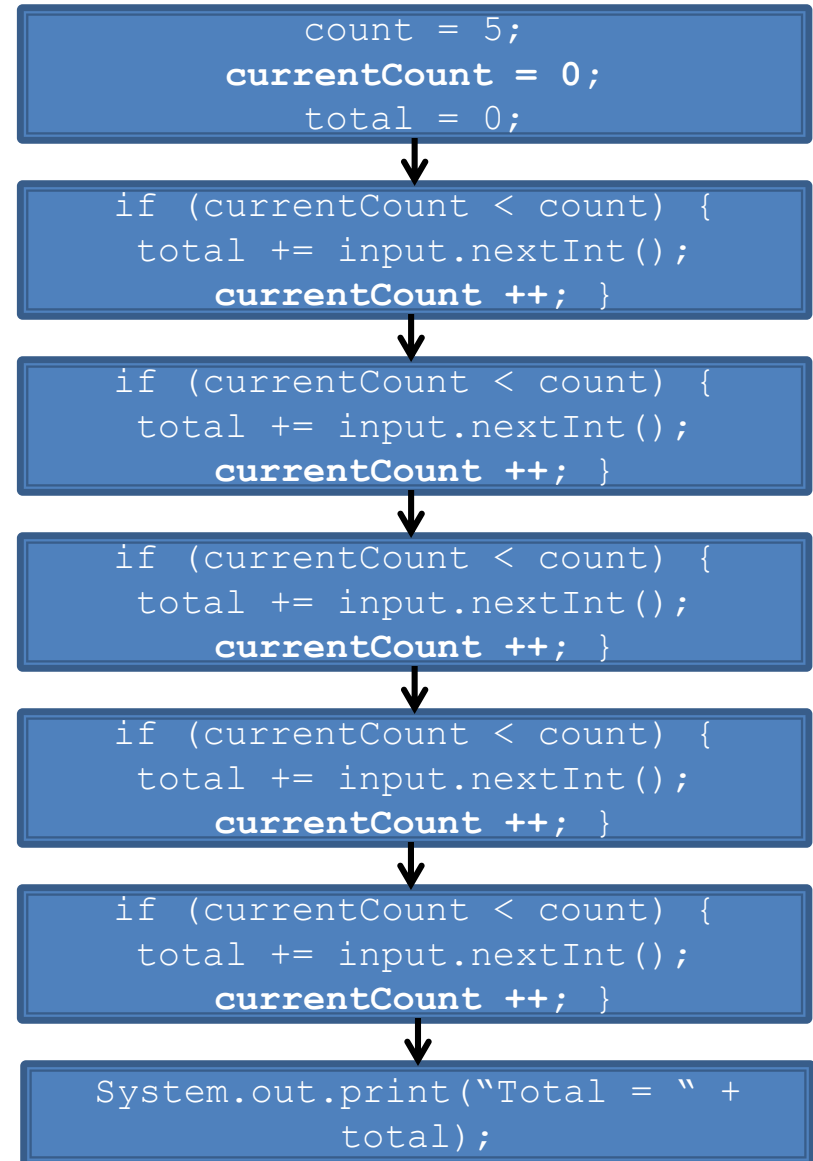 count = 5;
currentCount = 0;
total = 0;
if (currentCount < count) {
total += input.nextInt();
currentCount ++; }
if (currentCount < count) {
total += input.nextInt();
currentCount ++; }
if (currentCount < count) {
total += input.nextInt();
currentCount ++; }
if (currentCount < count) {
total += input.nextInt();
currentCount ++; }
if (currentCount < count) {
total += input.nextInt();
currentCount ++; }
System.out.print(“Total = “ +
total);